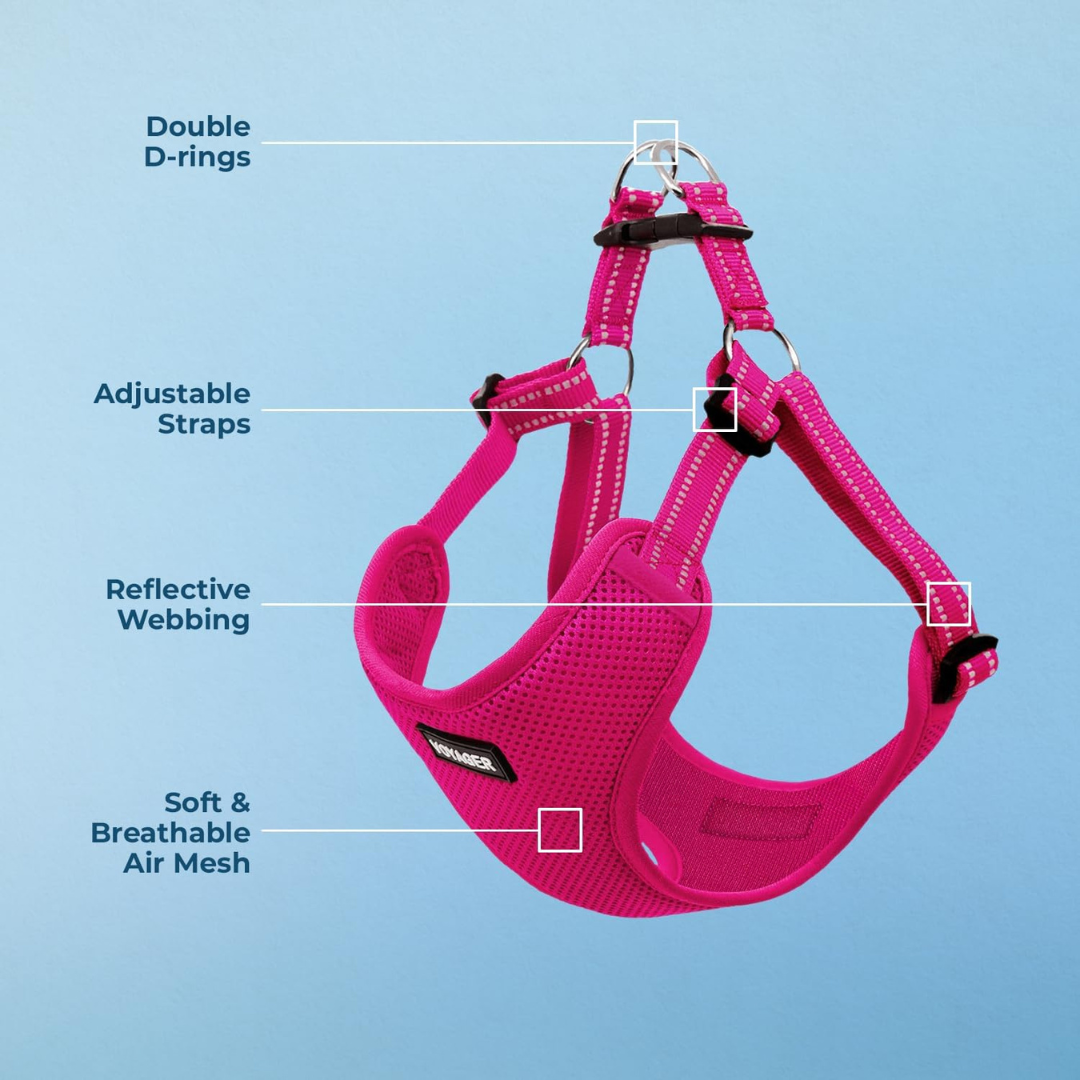 Double
D-rings
Adjustable
Straps
Reflective
Webbing
VOYAGER
Soft &
Breathable
Air Mesh